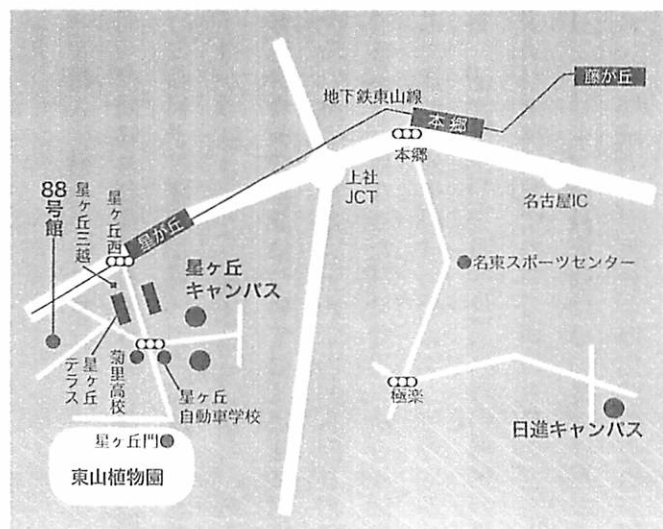 藤が丘
地下鉄東山線
本郷
本郷
上社
JCT
名古屋IC
88号館
星ヶ丘三越
星ヶ丘西
星が丘
星ヶ丘
キャンパス
名東スポーツセンター
星ヶ丘
テラス
菊里高校
星ヶ丘
自動車学校
極楽
日進キャンパス
星ヶ丘門
東山植物園